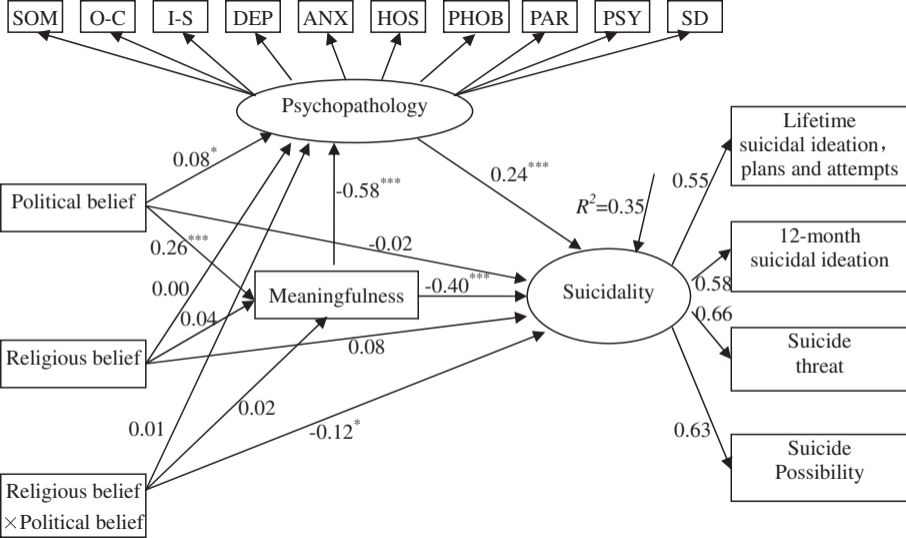 SOM O-C I-S DEP ANX HOS PHOB PAR PSY SD
Psychopathology
Lifetime
suicidal ideation,
plans and attempts
0.08*
0.24***
0.55
-0.58***
Political belief
R²=0.35
0.26***
-0.02
12-month
suicidal ideation
0.58
0.00
Meaningfulness
-0.40***
Suicidality
0.04
0.66
0.08
Religious belief
Suicide
threat
0.02
0.01
-0.12*
0.63
Suicide
Possibility
Religious belief
×Political belief